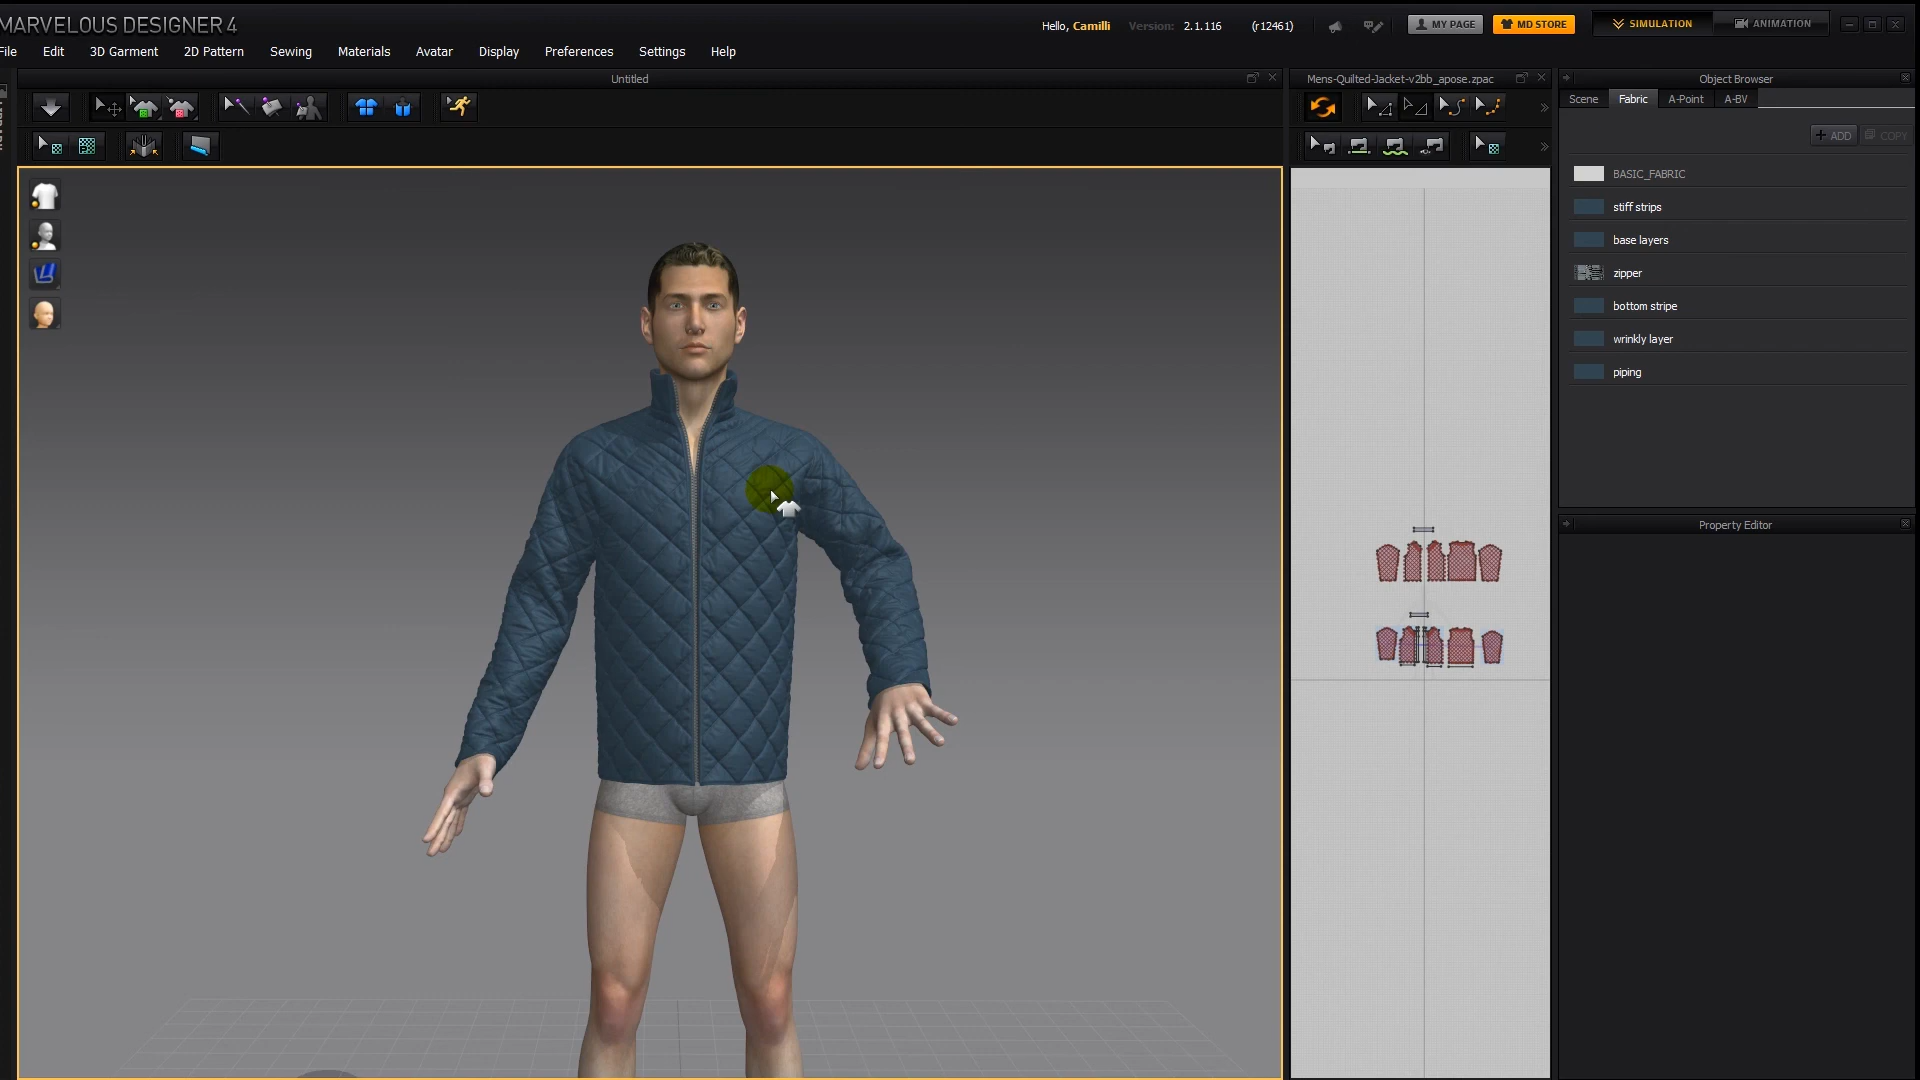 MARVELOUS DESIGNER 4
Hello, Camilli
Version: 2.1.116 (r12461)
MY PAGE
MD STORE
SIMULATION
ANIMATION
File Edit 3D Garment 2D Pattern Sewing Materials Avatar Display Preferences Settings Help
Untitled
Mens-Quilted-Jacket-v2bb_apose.zpac
Object Browser
Scene Fabric A-Point A-BV
+ ADD
COPY
BASIC_FABRIC
stiff strips
base layers
zipper
bottom stripe
wrinkly layer
piping
Property Editor